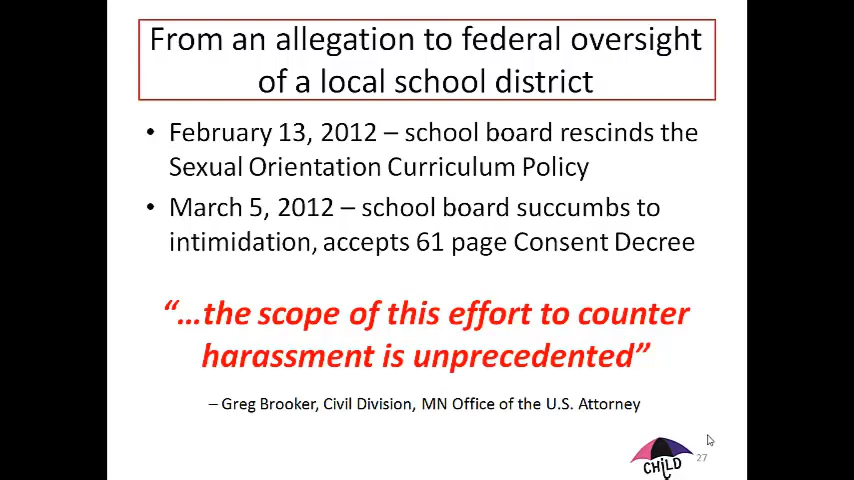 From an allegation to federal oversight
of a local school district
• February 13, 2012 – school board rescinds the
Sexual Orientation Curriculum Policy
• March 5, 2012 – school board succumbs to
intimidation, accepts 61 page Consent Decree
“…the scope of this effort to counter
harassment is unprecedented”
– Greg Brooker, Civil Division, MN Office of the U.S. Attorney
CHiLD
27